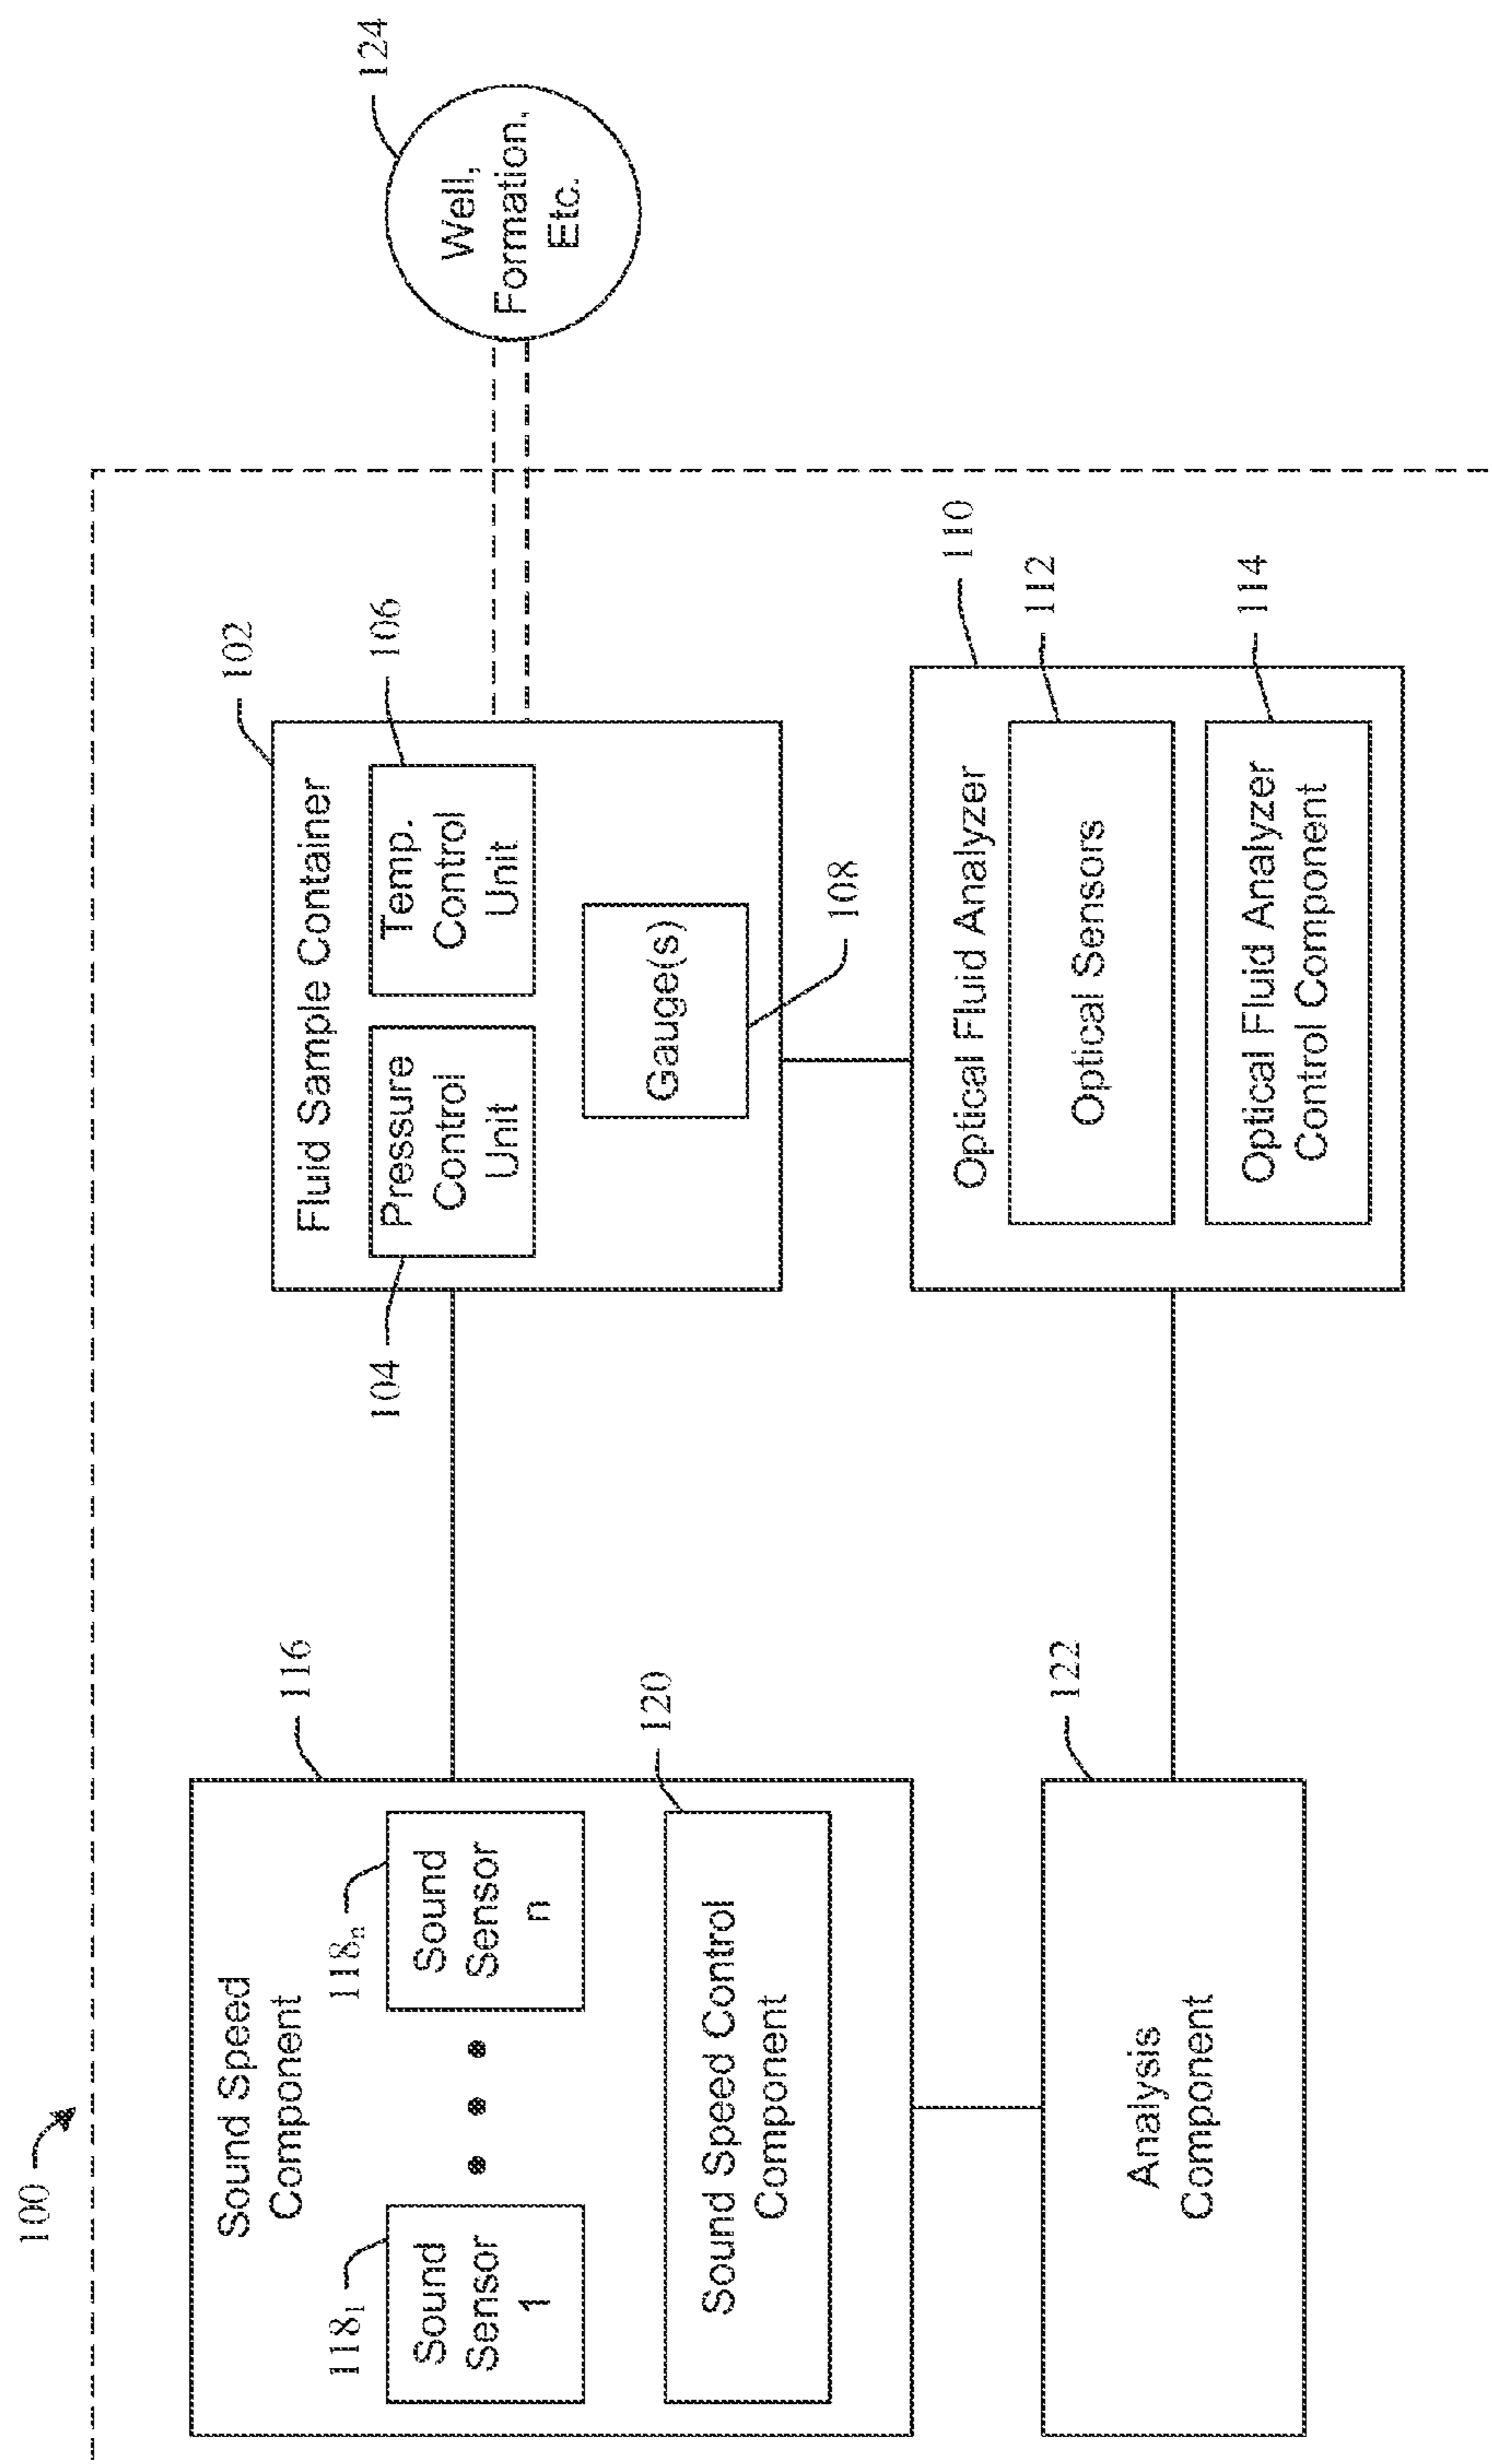 100
116
Sound Speed
Component
118₁
118ₙ
Sound
Sensor
1
Sound
Sensor
n
120
Sound Speed Control
Component
122
Analysis
Component
102
Fluid Sample Container
104
106
Pressure
Control
Unit
Temp.
Control
Unit
Gauge(s)
108
110
Optical Fluid Analyzer
112
Optical Sensors
114
Optical Fluid Analyzer
Control Component
124
Well,
Formation,
Etc.